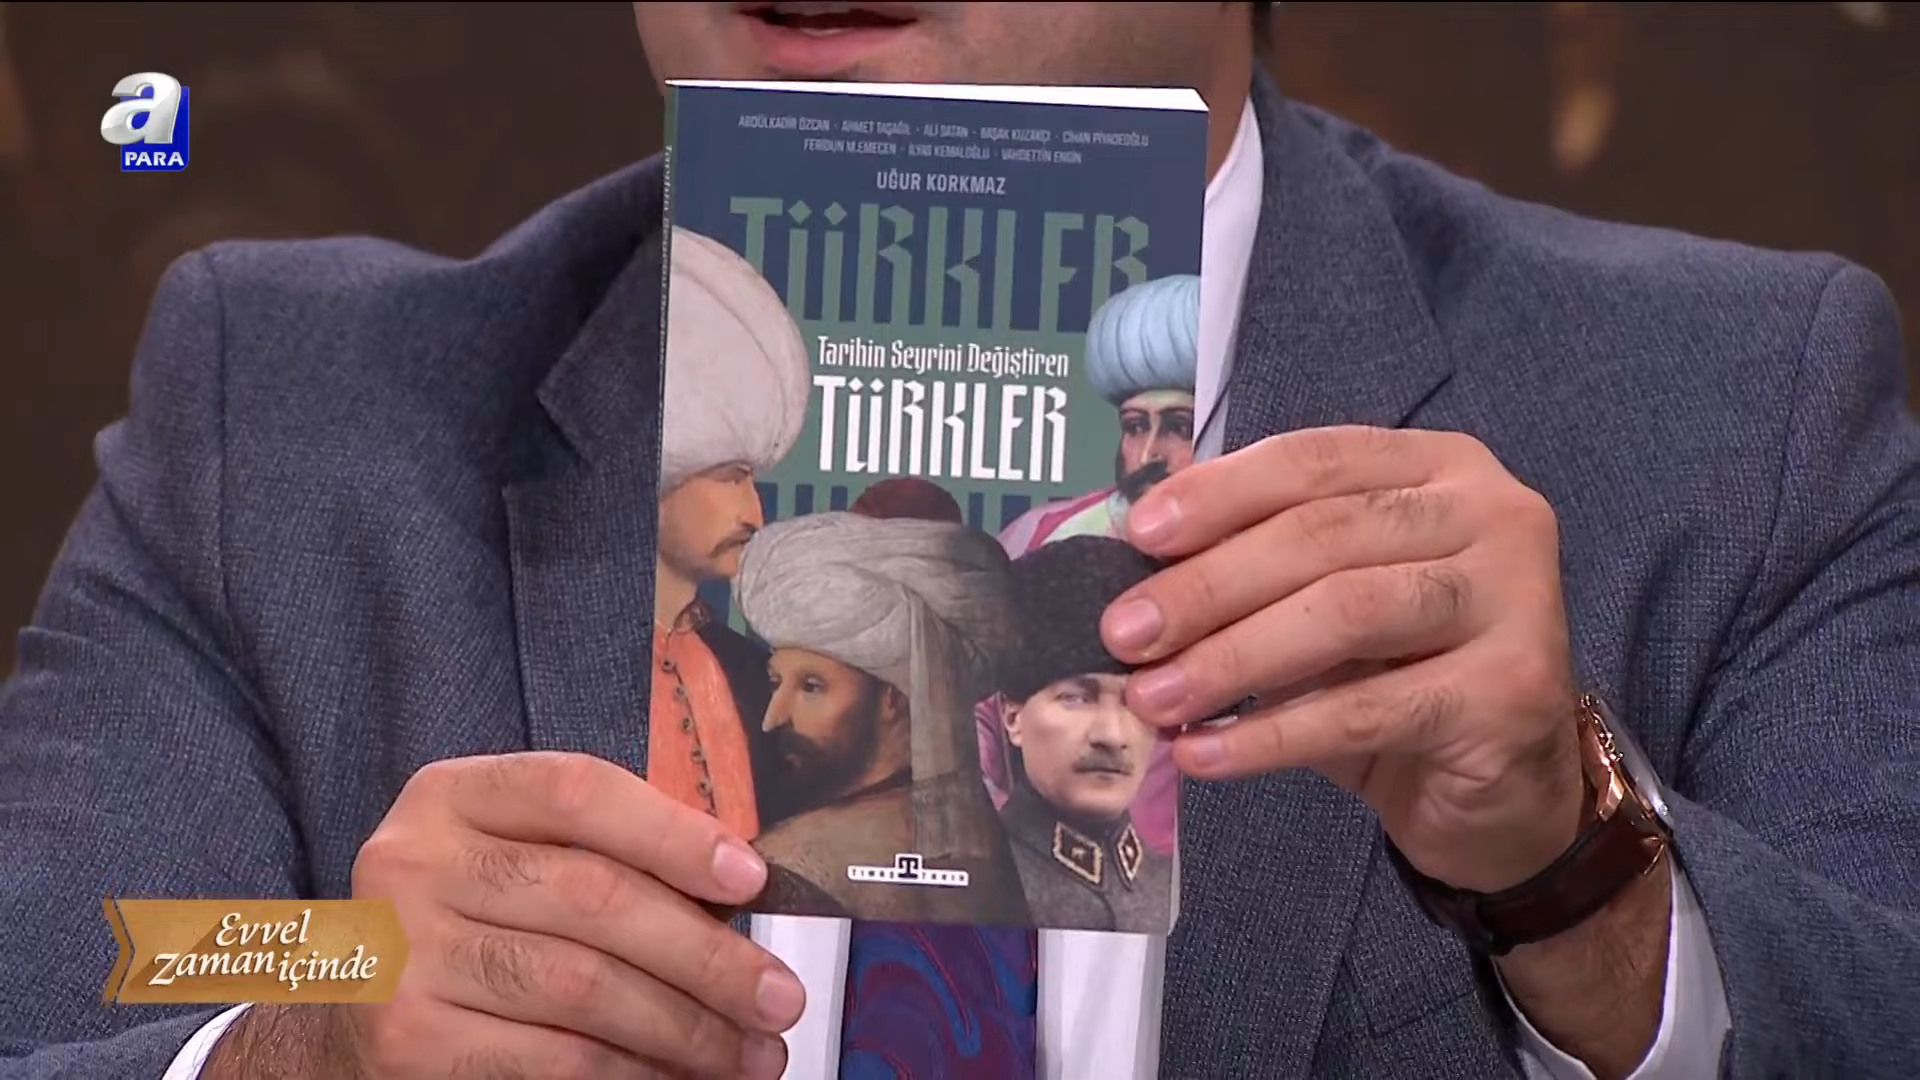 a
PARA
ABDÜLKADİR ÖZCAN - AHMET TAŞAĞIL - ALİ SATAN - BAŞAK KUZAKÇI - CİHAN PİYADEOĞLU
FERİDUN M.EMECEN - İLYAS KEMALOĞLU - VAHDETTİN ENGİN
UĞUR KORKMAZ
TÜRKLER
Tarihin Seyrini Değiştiren
TÜRKLER
TİMAŞ TARİH
Evvel
Zaman içinde